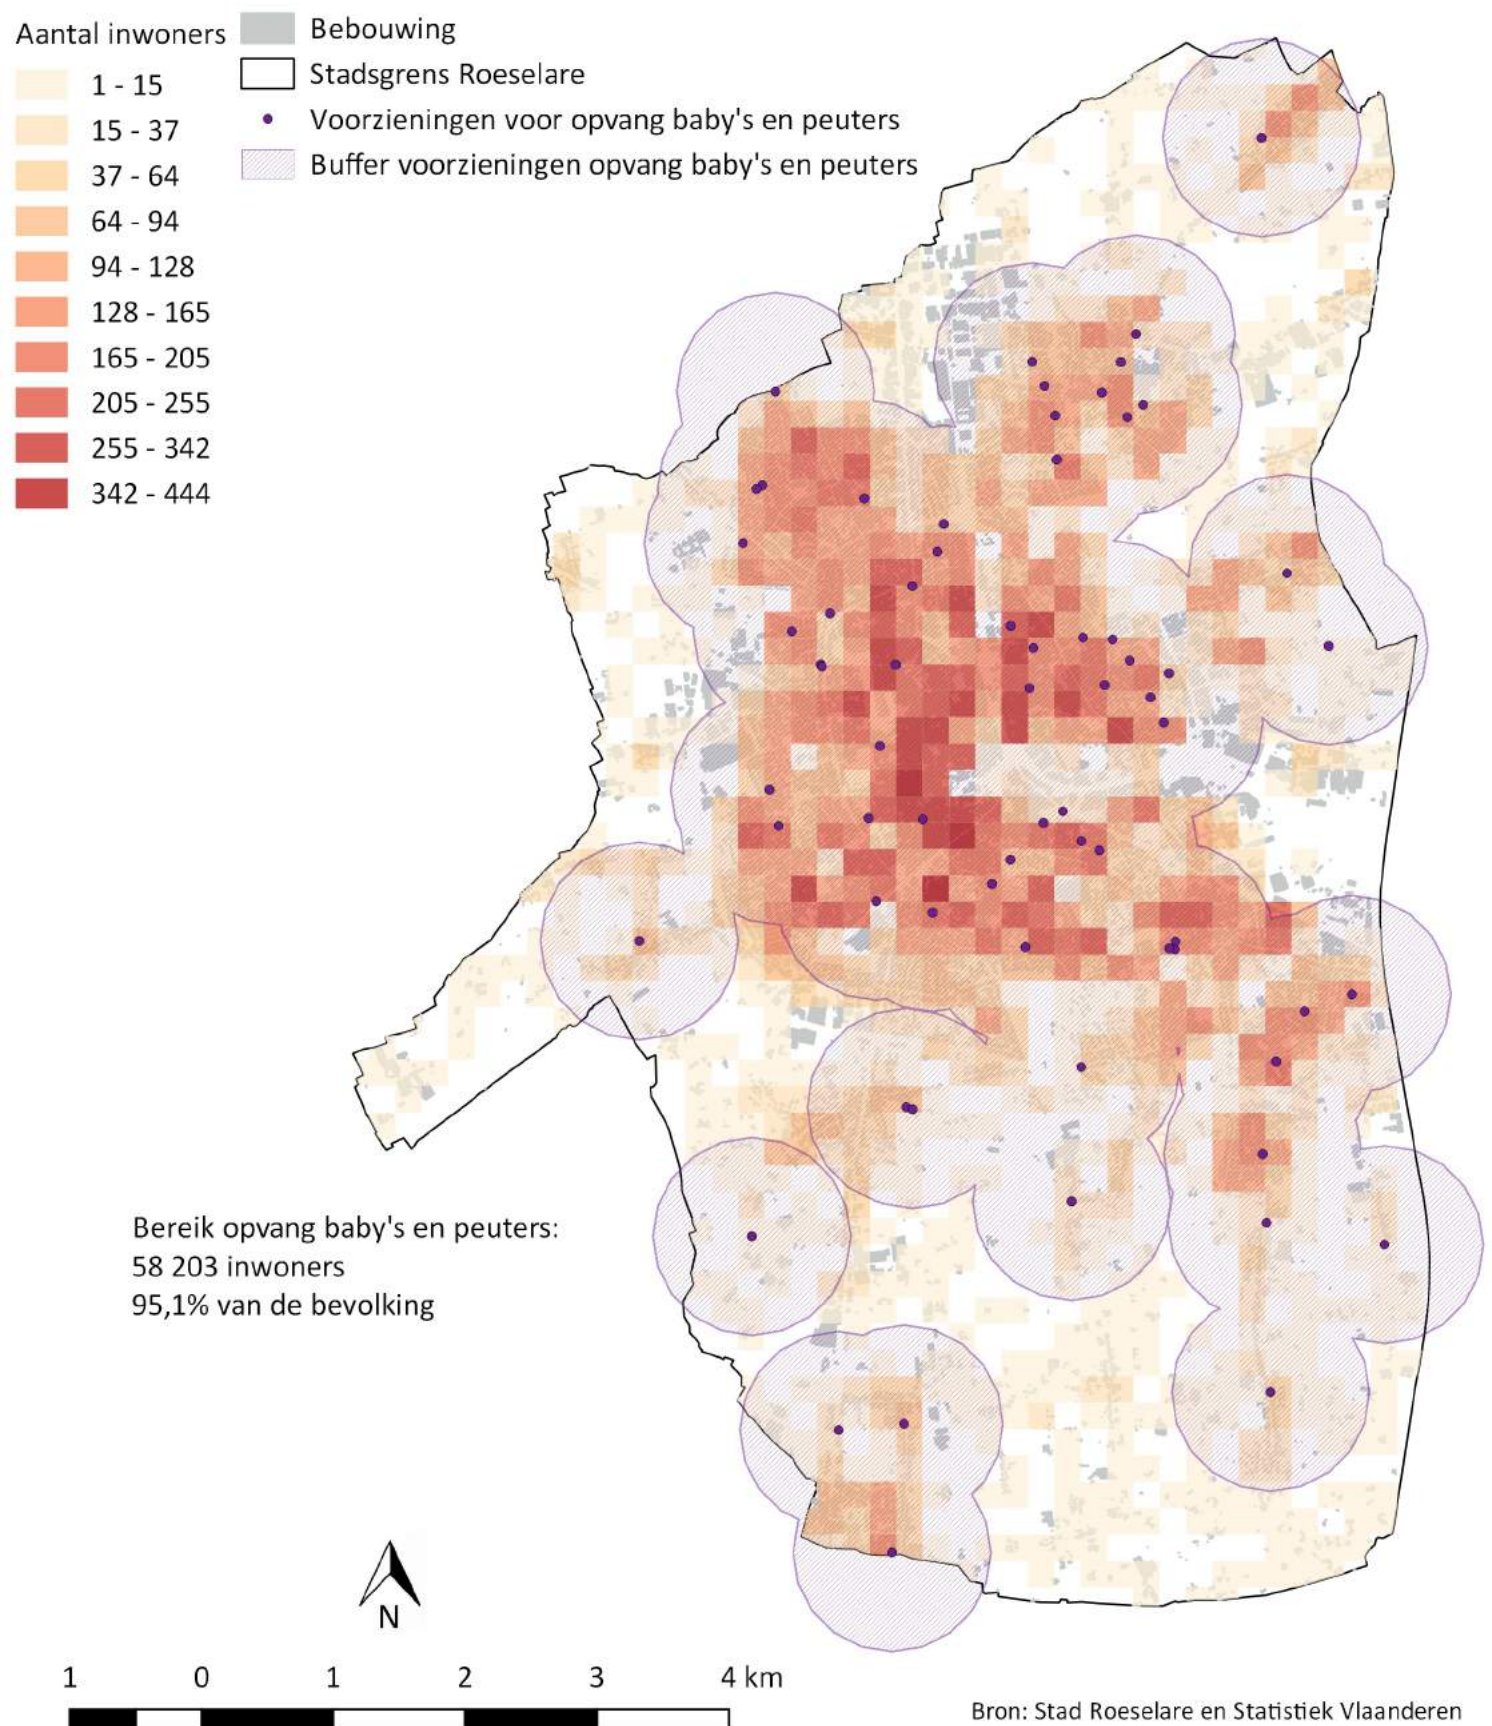 Aantal inwoners
1 - 15
15 - 37
37 - 64
64 - 94
94 - 128
128 - 165
165 - 205
205 - 255
255 - 342
342 - 444
Bebouwing
Stadsgrens Roeselare
Voorzieningen voor opvang baby's en peuters
Buffer voorzieningen opvang baby's en peuters
Bereik opvang baby's en peuters:
58 203 inwoners
95,1% van de bevolking
N
1 0 1 2 3 4 km
Bron: Stad Roeselare en Statistiek Vlaanderen